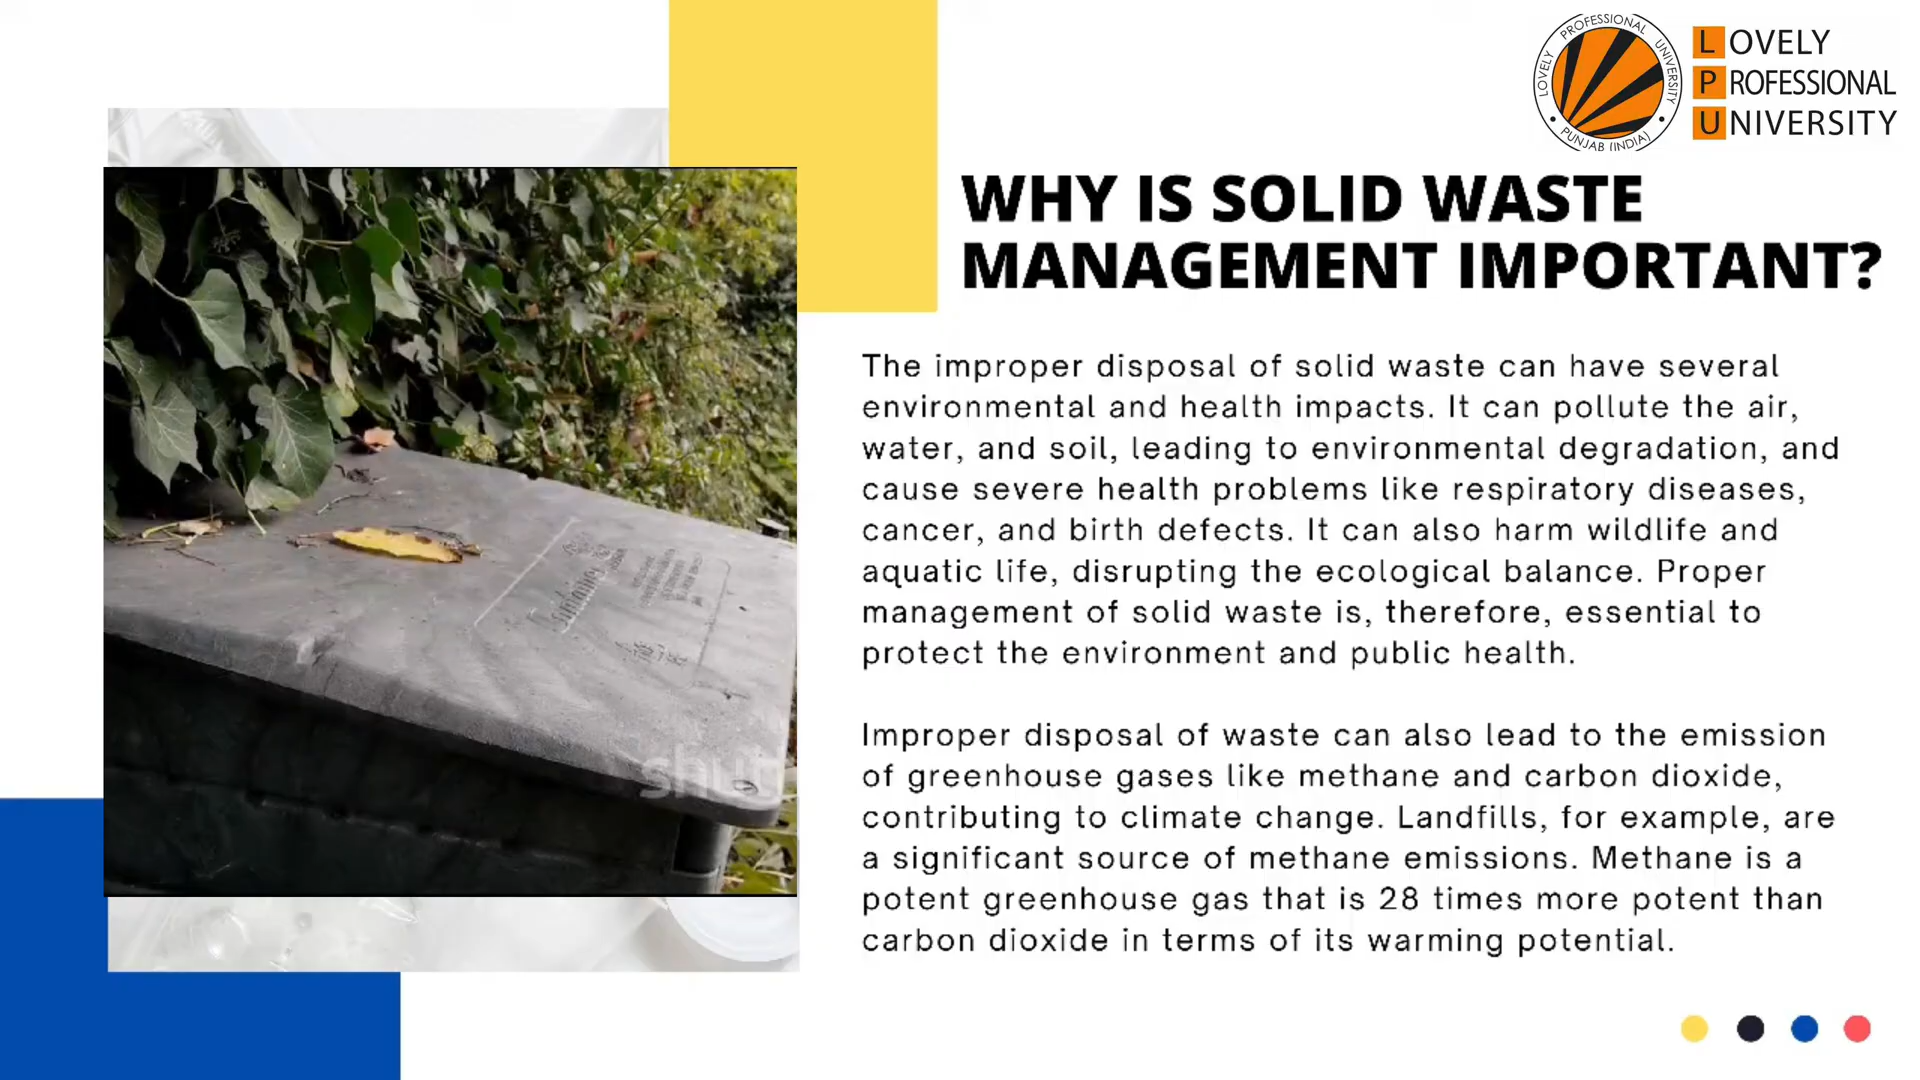 LOVELY PROFESSIONAL UNIVERSITY
PUNJAB (INDIA)
LOVELY
PROFESSIONAL
UNIVERSITY
WHY IS SOLID WASTE
MANAGEMENT IMPORTANT?
The improper disposal of solid waste can have several
environmental and health impacts. It can pollute the air,
water, and soil, leading to environmental degradation, and
cause severe health problems like respiratory diseases,
cancer, and birth defects. It can also harm wildlife and
aquatic life, disrupting the ecological balance. Proper
management of solid waste is, therefore, essential to
protect the environment and public health.
Improper disposal of waste can also lead to the emission
of greenhouse gases like methane and carbon dioxide,
contributing to climate change. Landfills, for example, are
a significant source of methane emissions. Methane is a
potent greenhouse gas that is 28 times more potent than
carbon dioxide in terms of its warming potential.